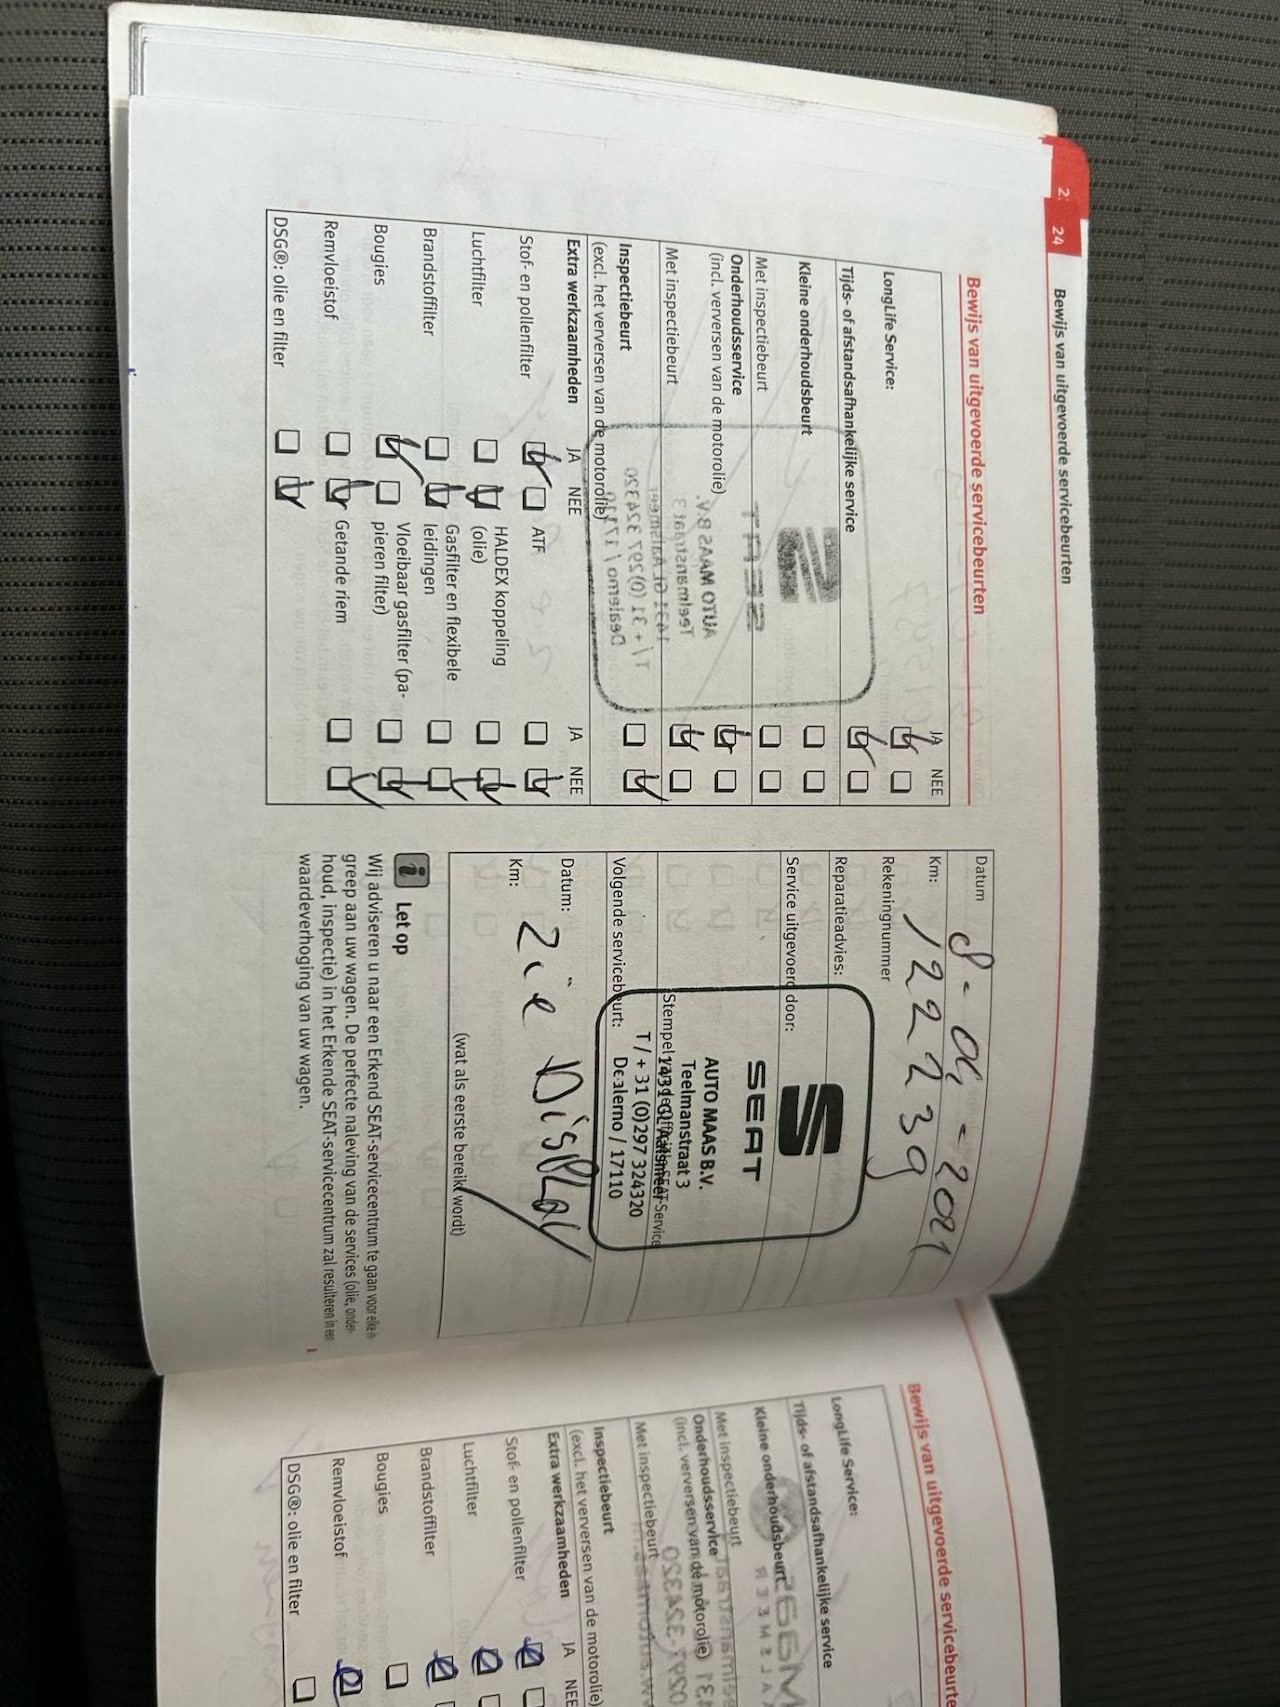 24
Bewijs van uitgevoerde servicebeurten
Bewijs van uitgevoerde servicebeurten
JA NEE
LongLife Service:
Tijds- of afstandsafhankelijke service
Kleine onderhoudsbeurt
Met inspectiebeurt
Onderhoudsservice
(incl. verversen van de motorolie)
Met inspectiebeurt
Inspectiebeurt
(excl. het verversen van de motorolie)
Extra werkzaamheden JA NEE JA NEE
Stof- en pollenfilter ATF
Luchtfilter HALDEX koppeling
(olie)
Brandstoffilter Gasfilter en flexibele
leidingen
Bougies Vloeibaar gasfilter (pa-
pieren filter)
Remvloeistof Getande riem
DSG®: olie en filter
Datum 8-04-2021
Km: 122239
Rekeningnummer
Reparatieadvies:
Service uitgevoerd door:
SEAT
AUTO MAAS B.V.
Teelmanstraat 3
1431 GL Aalsmeer
T / + 31 (0)297 324320
Dealerno / 17110
Volgende servicebeurt:
Datum: Zie Display
Km:
(wat als eerste bereikt wordt)
i Let op
Wij adviseren u naar een Erkend SEAT-servicecentrum te gaan voor elke in-
greep aan uw wagen. De perfecte naleving van de services (olie, onder-
houd, inspectie) in het Erkende SEAT-servicecentrum zal resulteren in een
waardeverhoging van uw wagen.
Bewijs van uitgevoerde servicebeurte
LongLife Service:
Tijds- of afstandsafhankelijke service
Kleine onderhoudsbeurt
Met inspectiebeurt
Onderhoudsservice
(incl. verversen van de motorolie)
Met inspectiebeurt
Inspectiebeurt
(excl. het verversen van de motorolie)
Extra werkzaamheden JA NEE
Stof- en pollenfilter
Luchtfilter
Brandstoffilter
Bougies
Remvloeistof
DSG®: olie en filter